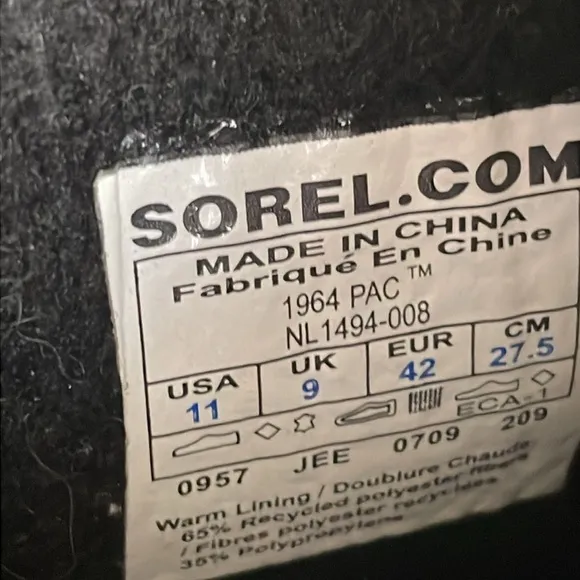 SOREL.COM
MADE IN CHINA
Fabriqué En Chine
1964 PAC™
NL1494-008
USA UK EUR CM
11 9 42 27.5
ECA-1
0957 JEE 0709 209
Warm Lining / Doublure Chaude
65% Recycled polyester fibers
/ Fibres polyester recyclées
35% Polypropylene